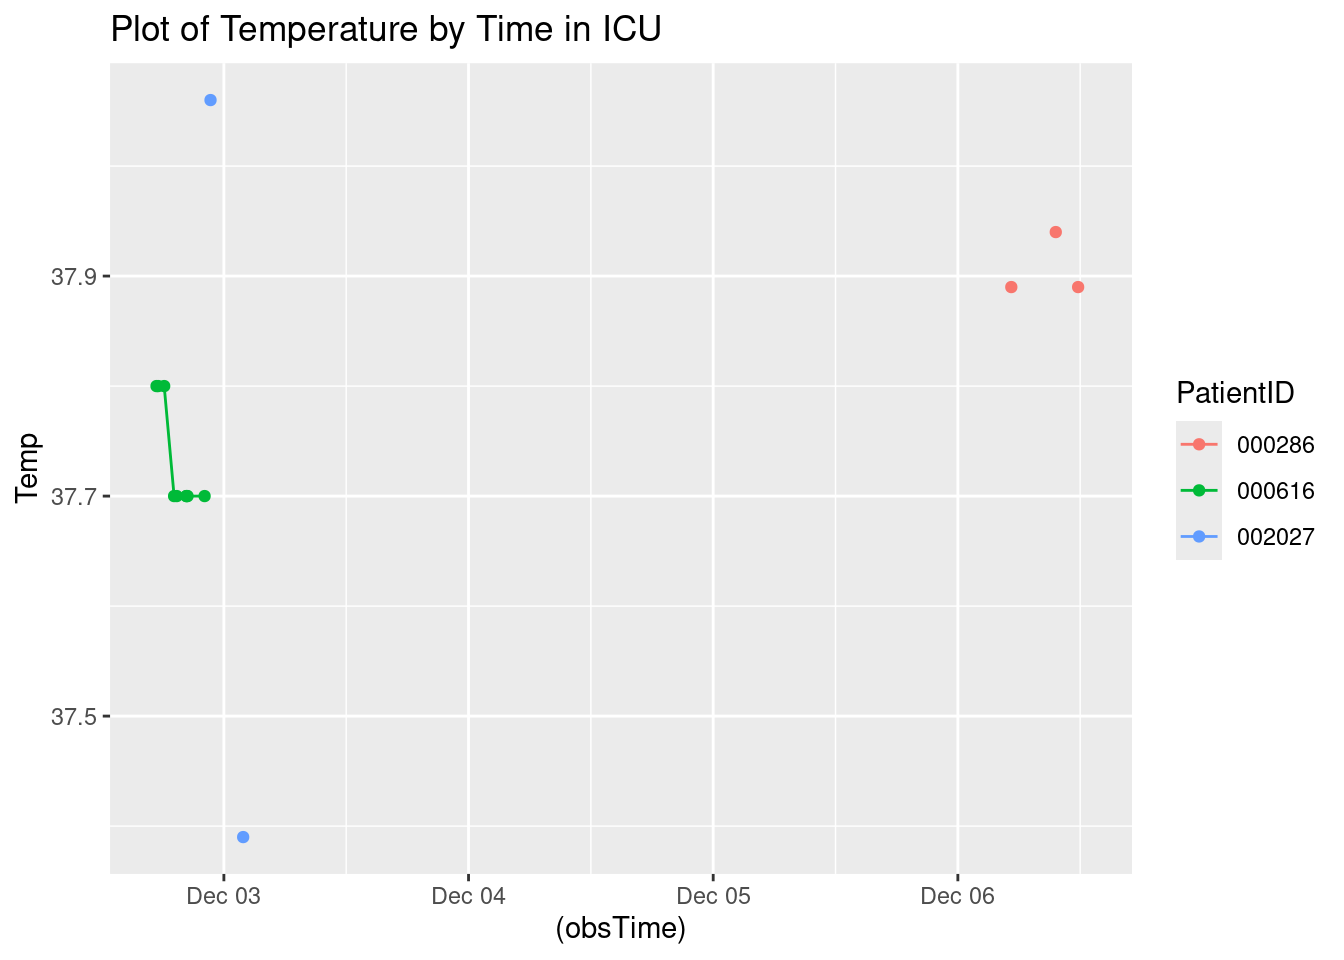 Plot of Temperature by Time in ICU
Temp
37.9
37.7
37.5
Dec 03 Dec 04 Dec 05 Dec 06
(obsTime)
PatientID
000286
000616
002027